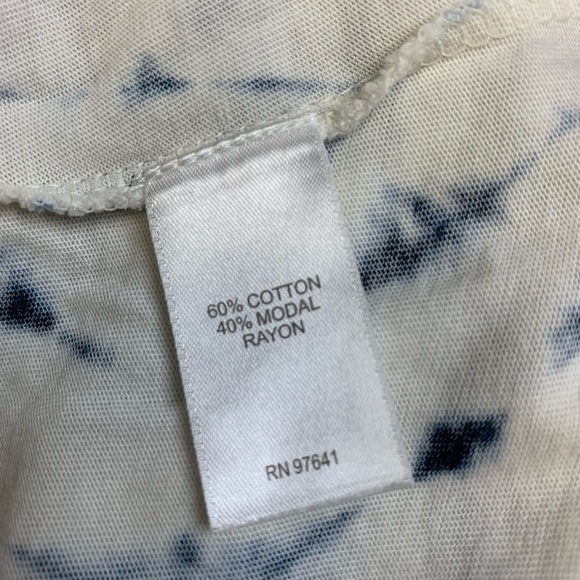 60% COTTON
40% MODAL
RAYON
RN 97641